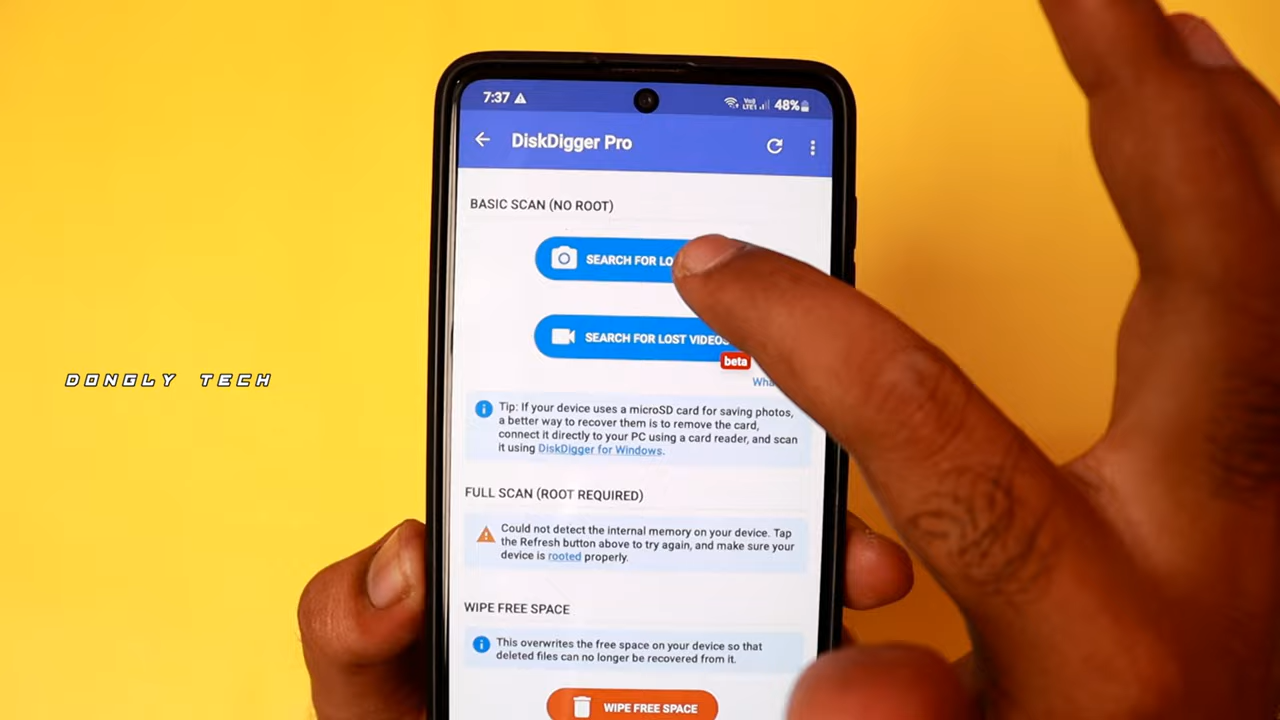 7:37 48%
DiskDigger Pro
BASIC SCAN (NO ROOT)
SEARCH FOR
SEARCH FOR LOST VIDEOS
beta
DONGLY TECH
Tip: If your device uses a microSD card for saving photos,
a better way to recover them is to remove the card,
connect it directly to your PC using a card reader, and scan
it using DiskDigger for Windows.
FULL SCAN (ROOT REQUIRED)
Could not detect the internal memory on your device. Tap
the Refresh button above to try again, and make sure your
device is rooted properly.
WIPE FREE SPACE
This overwrites the free space on your device so that
deleted files can no longer be recovered from it.
WIPE FREE SPACE